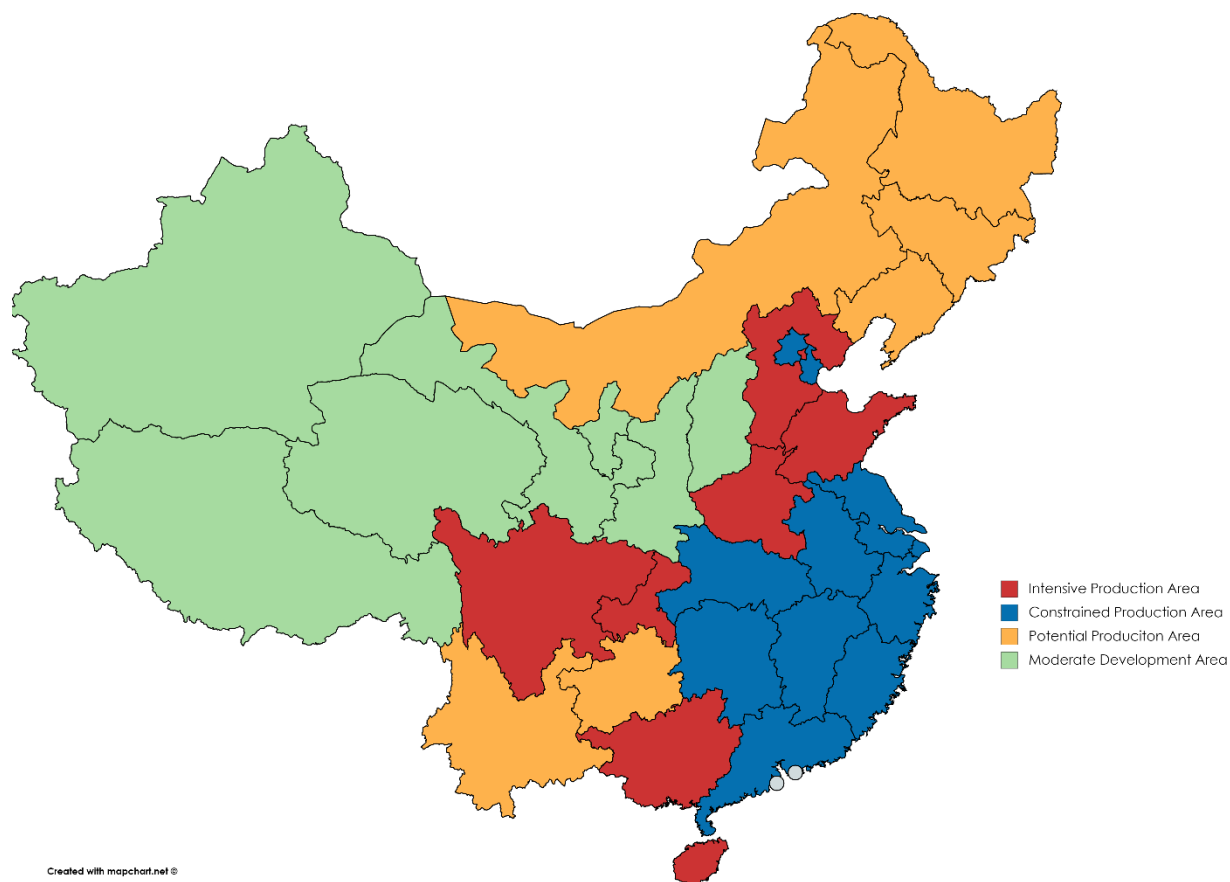 Intensive Production Area
Constrained Production Area
Potential Produciton Area
Moderate Development Area
Created with mapchart.net ©